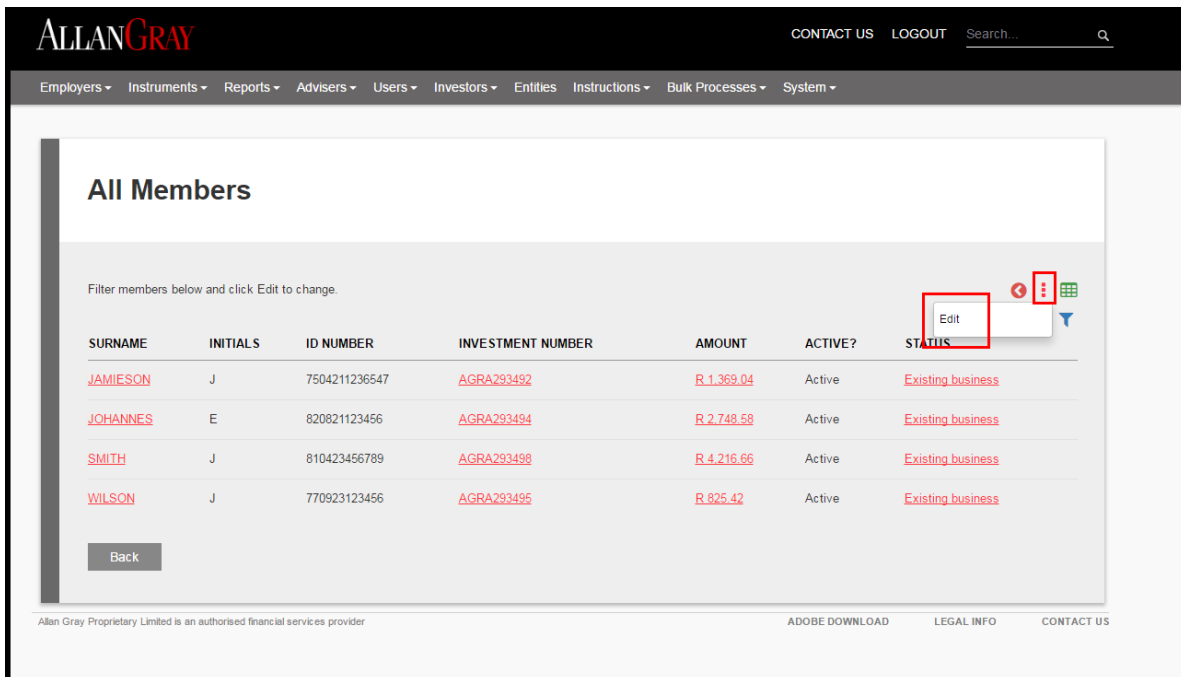 ALLANGRAY
CONTACT US LOGOUT Search...
Employers Instruments Reports Advisers Users Investors Entities Instructions Bulk Processes System
All Members
Filter members below and click Edit to change.
Edit
SURNAME INITIALS ID NUMBER INVESTMENT NUMBER AMOUNT ACTIVE? STATUS
JAMIESON J 7504211236547 AGRA293492 R 1,369.04 Active Existing business
JOHANNES E 820821123456 AGRA293494 R 2,748.58 Active Existing business
SMITH J 810423456789 AGRA293498 R 4,216.66 Active Existing business
WILSON J 770923123456 AGRA293495 R 825.42 Active Existing business
Back
Allan Gray Proprietary Limited is an authorised financial services provider ADOBE DOWNLOAD LEGAL INFO CONTACT US